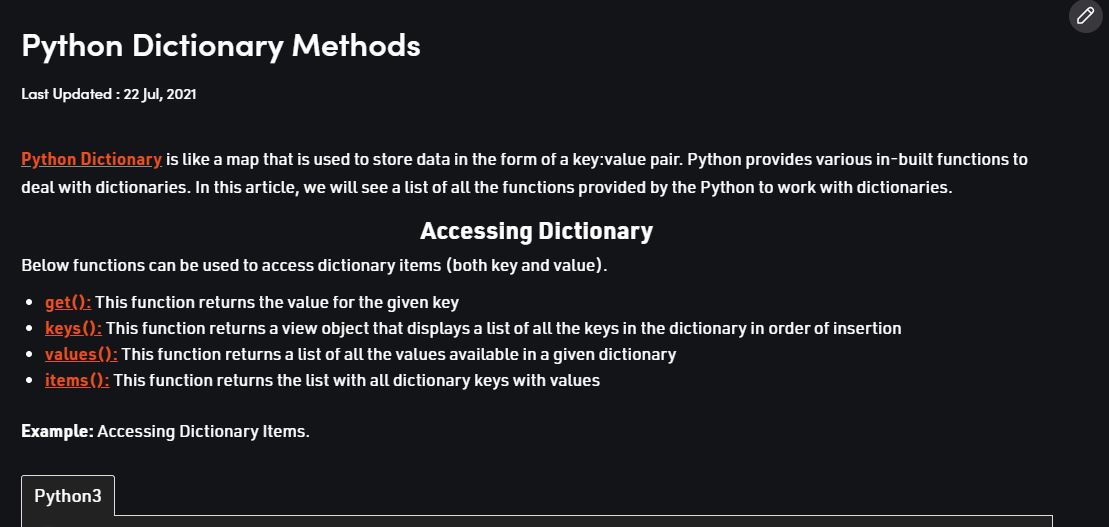 Python Dictionary Methods
Last Updated : 22 Jul, 2021
Python Dictionary is like a map that is used to store data in the form of a key:value pair. Python provides various in-built functions to
deal with dictionaries. In this article, we will see a list of all the functions provided by the Python to work with dictionaries.
Accessing Dictionary
Below functions can be used to access dictionary items (both key and value).
• get(): This function returns the value for the given key
• keys(): This function returns a view object that displays a list of all the keys in the dictionary in order of insertion
• values(): This function returns a list of all the values available in a given dictionary
• items(): This function returns the list with all dictionary keys with values
Example: Accessing Dictionary Items.
Python3